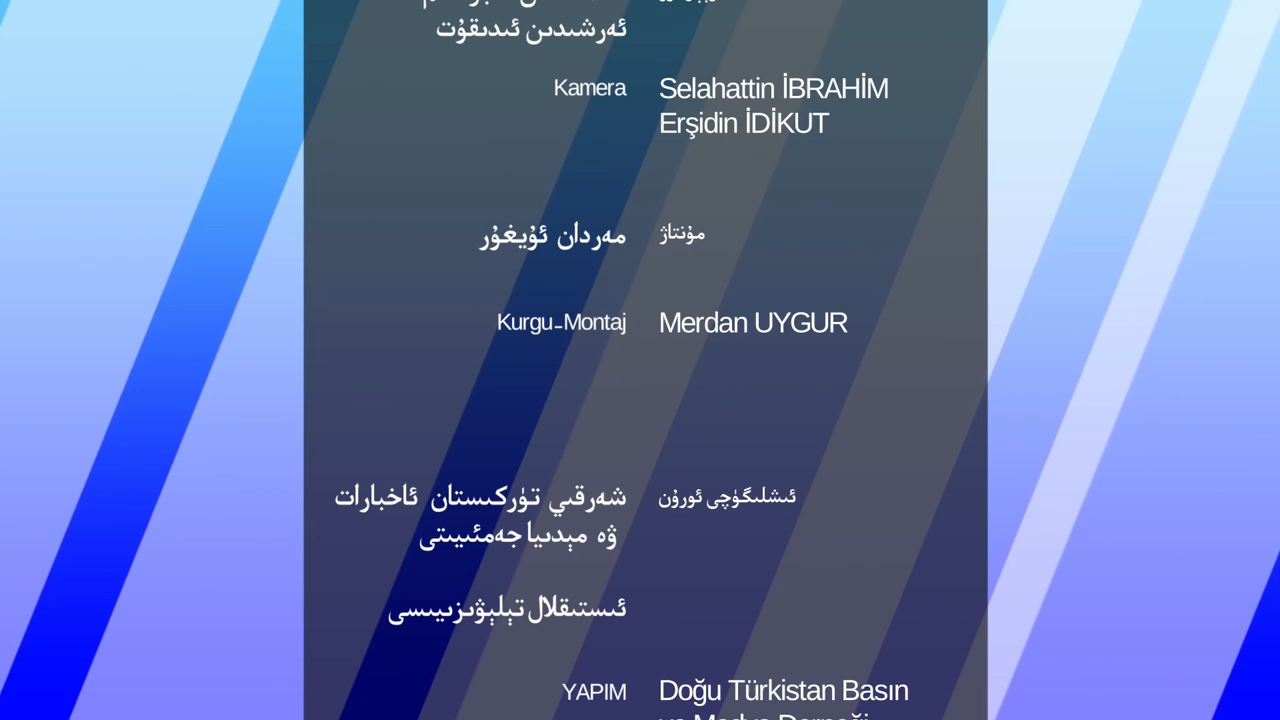 ئەرشىدىن ئىدىقۇت
Kamera Selahattin İBRAHİM
Erşidin İDİKUT
مۇنتاژ مەردان ئۇيغۇر
Kurgu-Montaj Merdan UYGUR
ئىشلىگۈچى ئورۇن شەرقىي تۈركىستان ئاخبارات
ۋە مېدىيا جەمئىيىتى
ئىستىقلال تېلېۋىزىيىسى
YAPIM Doğu Türkistan Basın